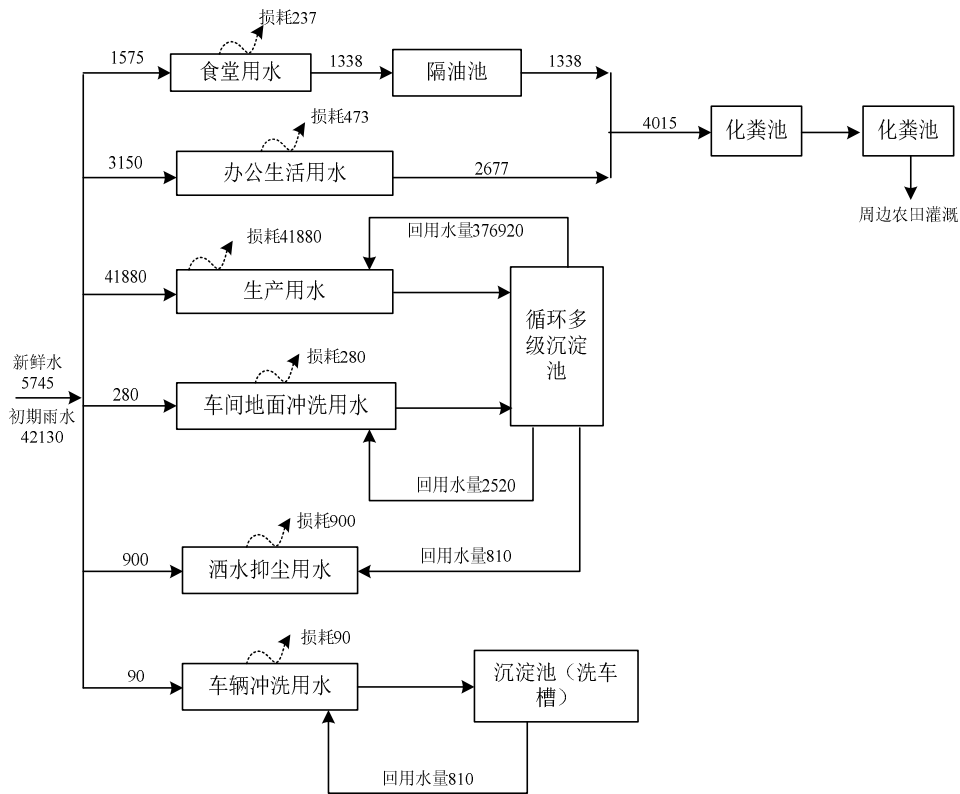 损耗237
1575
食堂用水
1338
隔油池
1338
4015
化粪池
化粪池
周边农田灌溉
损耗473
3150
办公生活用水
2677
回用水量376920
损耗41880
41880
生产用水
循环多
级沉淀
池
新鲜水
5745
初期雨水
42130
损耗280
280
车间地面冲洗用水
回用水量2520
损耗900
900
洒水抑尘用水
回用水量810
损耗90
90
车辆冲洗用水
沉淀池（洗车
槽）
回用水量810